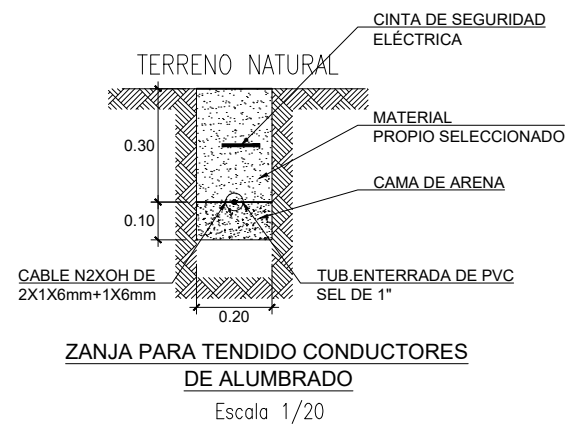 CINTA DE SEGURIDAD
ELÉCTRICA
TERRENO NATURAL
0.30
MATERIAL
PROPIO SELECCIONADO
CAMA DE ARENA
0.10
CABLE N2XOH DE
2X1X6mm+1X6mm
TUB.ENTERRADA DE PVC
SEL DE 1"
0.20
ZANJA PARA TENDIDO CONDUCTORES
DE ALUMBRADO
Escala 1/20